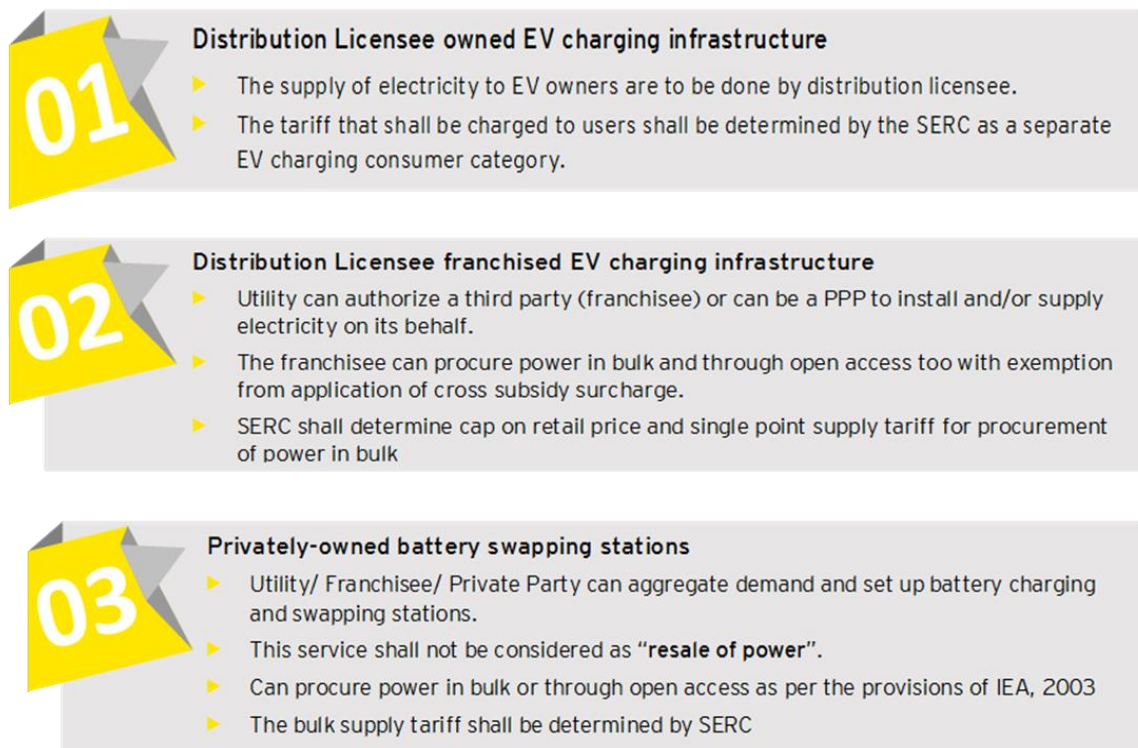 01
Distribution Licensee owned EV charging infrastructure
The supply of electricity to EV owners are to be done by distribution licensee.
The tariff that shall be charged to users shall be determined by the SERC as a separate
EV charging consumer category.
02
Distribution Licensee franchised EV charging infrastructure
Utility can authorize a third party (franchisee) or can be a PPP to install and/or supply
electricity on its behalf.
The franchisee can procure power in bulk and through open access too with exemption
from application of cross subsidy surcharge.
SERC shall determine cap on retail price and single point supply tariff for procurement
of power in bulk
03
Privately-owned battery swapping stations
Utility/ Franchisee/ Private Party can aggregate demand and set up battery charging
and swapping stations.
This service shall not be considered as “resale of power”.
Can procure power in bulk or through open access as per the provisions of IEA, 2003
The bulk supply tariff shall be determined by SERC